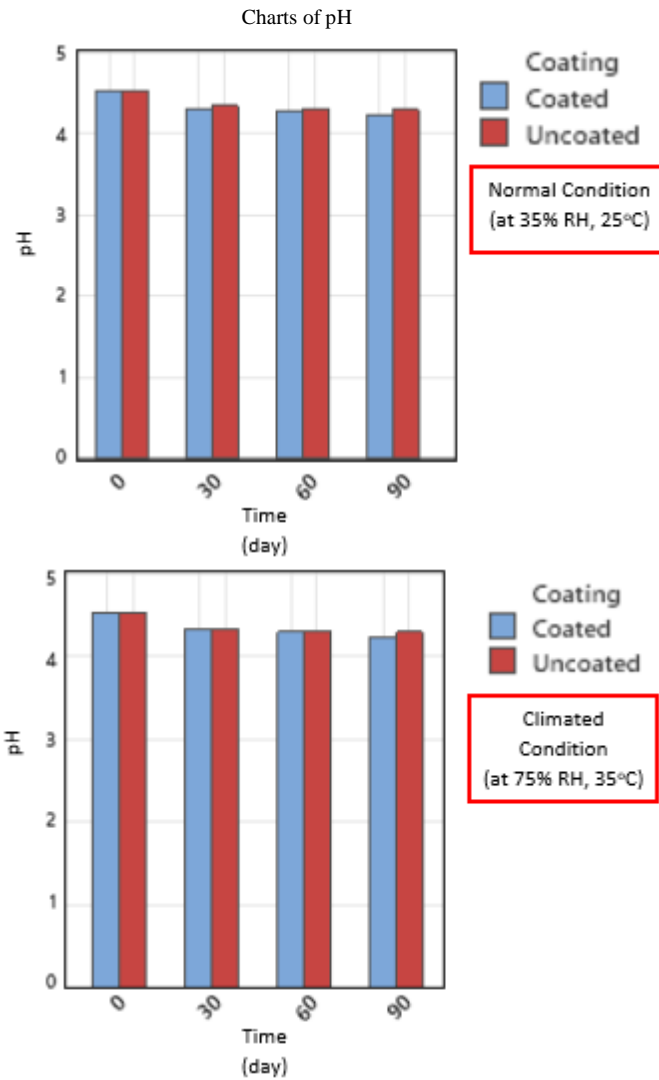 Charts of pH
5
4
3
2
1
0
pH
0
30
60
90
Time
(day)
Coating
Coated
Uncoated
Normal Condition
(at 35% RH, 25°C)
5
4
3
2
1
0
pH
0
30
60
90
Time
(day)
Coating
Coated
Uncoated
Climated
Condition
(at 75% RH, 35°C)